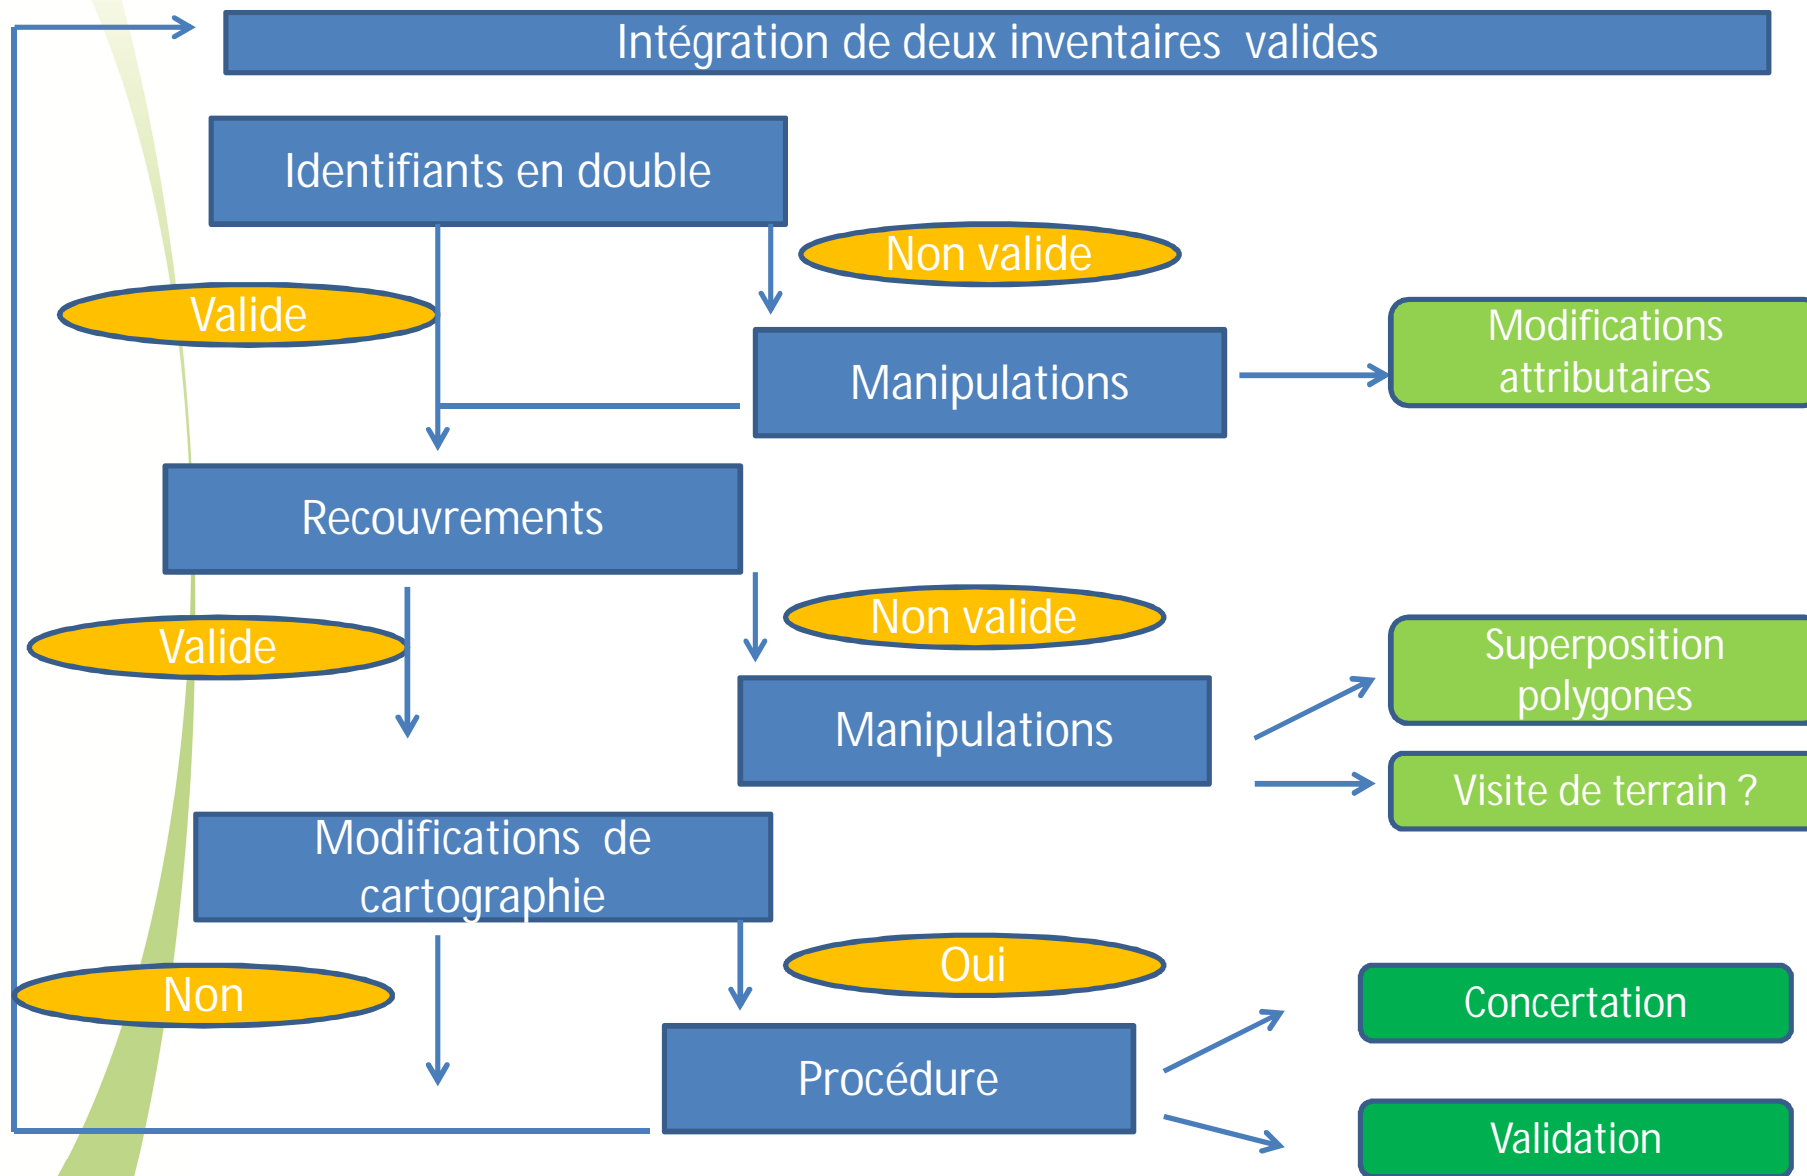 Intégration de deux inventaires  valides
Identifiants en double
Non valide
Valide
Manipulations
Modifications
attributaires
Recouvrements
Non valide
Valide
Manipulations
Superposition
polygones
Visite de terrain ?
Modifications  de
cartographie
Oui
Non
Procédure
Concertation
Validation